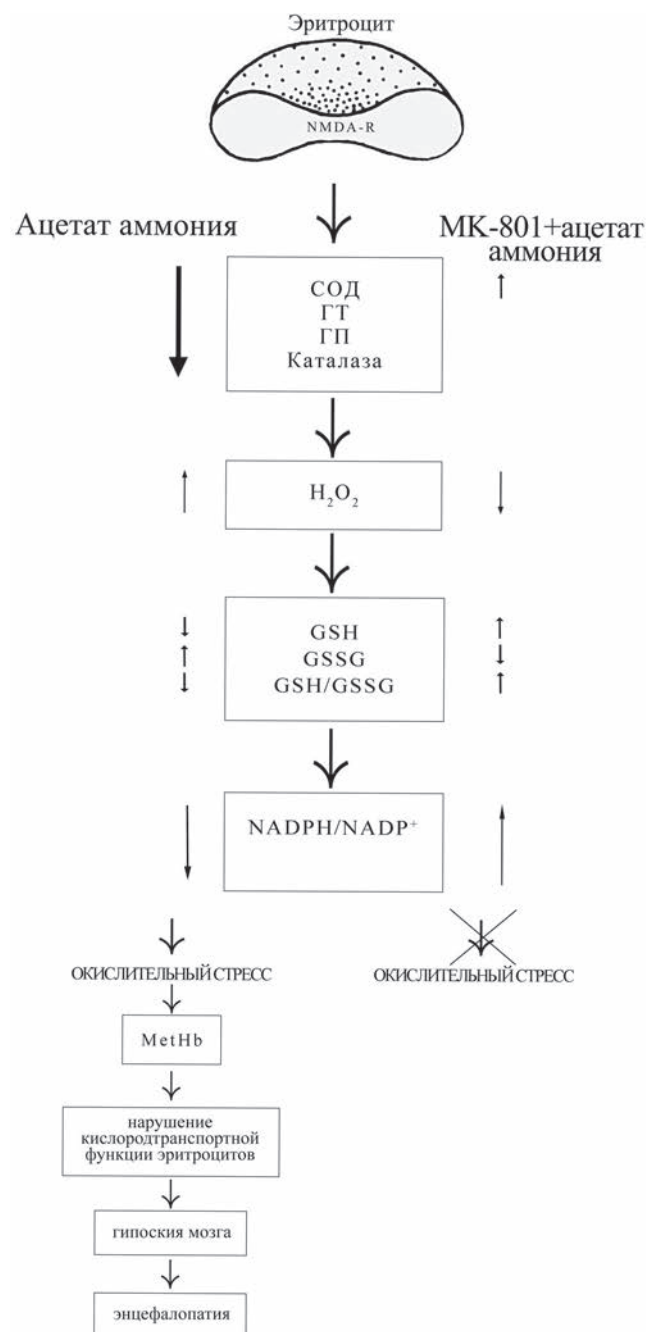 Эритроцит
NMDA-R
Ацетат аммония
MK-801+ацетат
аммония
СОД
ГТ
ГП
Каталаза
H₂O₂
GSH
GSSG
GSH/GSSG
NADPH/NADP⁺
ОКИСЛИТЕЛЬНЫЙ СТРЕСС
ОКИСЛИТЕЛЬНЫЙ СТРЕСС
MetHb
нарушение
кислородтранспортной
функции эритроцитов
гипоския мозга
энцефалопатия